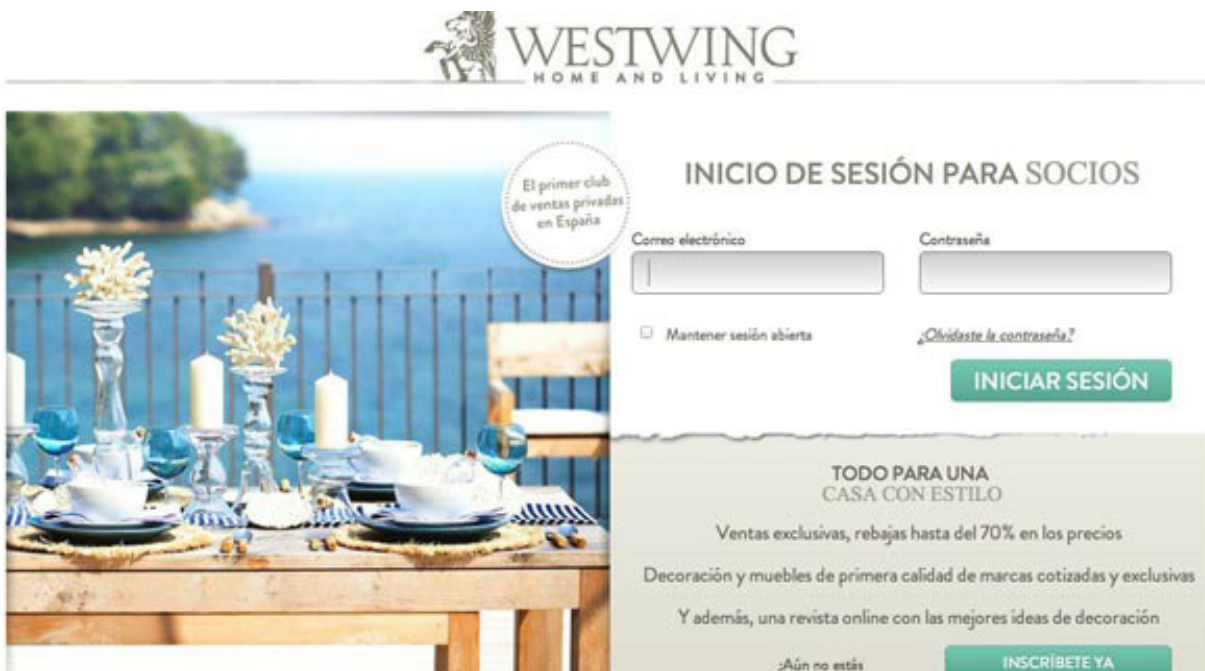 WESTWING
HOME AND LIVING
El primer club
de ventas privadas
en España
INICIO DE SESIÓN PARA SOCIOS
Correo electrónico
Contraseña
Mantener sesión abierta
¿Olvidaste la contraseña?
INICIAR SESIÓN
TODO PARA UNA
CASA CON ESTILO
Ventas exclusivas, rebajas hasta del 70% en los precios
Decoración y muebles de primera calidad de marcas cotizadas y exclusivas
Y además, una revista online con las mejores ideas de decoración
¿Aún no estás
INSCRÍBETE YA